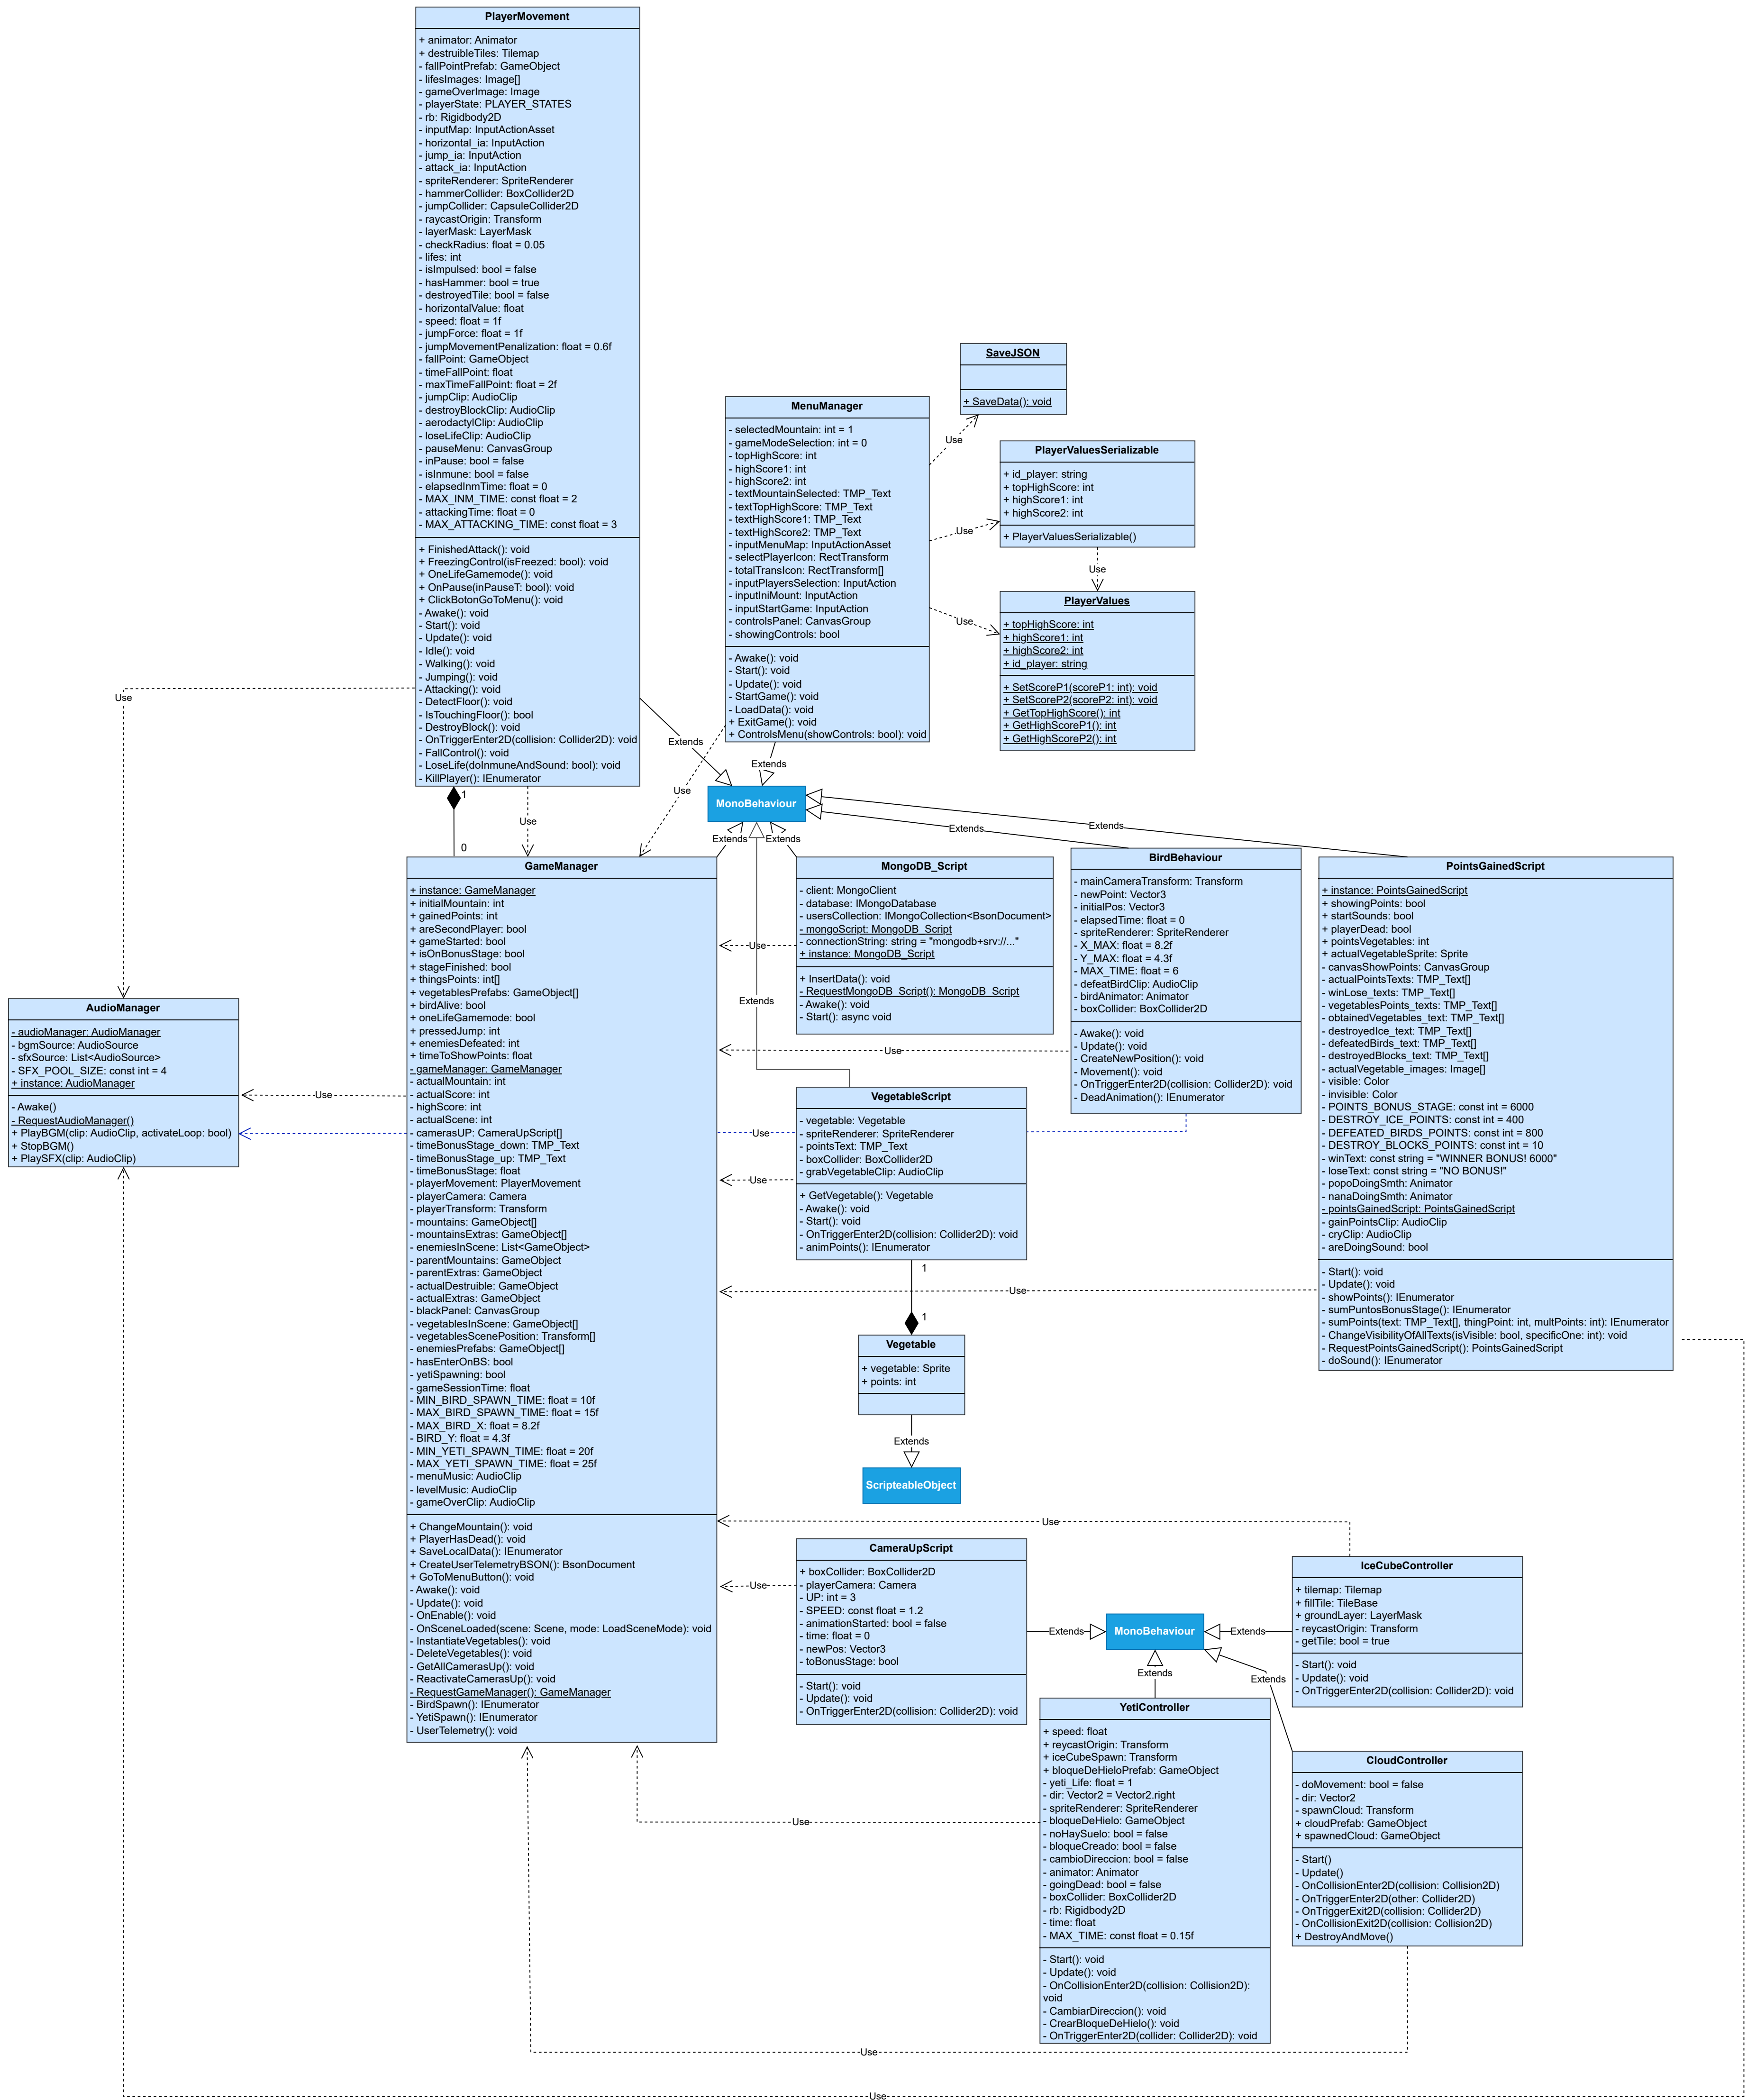 PlayerMovement
+ animator: Animator
+ destruibleTiles: Tilemap
- fallPointPrefab: GameObject
- lifesImages: Image[]
- gameOverImage: Image
- playerState: PLAYER_STATES
- rb: Rigidbody2D
- inputMap: InputActionAsset
- horizontal_ia: InputAction
- jump_ia: InputAction
- attack_ia: InputAction
- spriteRenderer: SpriteRenderer
- hammerCollider: BoxCollider2D
- jumpCollider: CapsuleCollider2D
- raycastOrigin: Transform
- layerMask: LayerMask
- checkRadius: float = 0.05
- lifes: int
- isImpulsed: bool = false
- hasHammer: bool = true
- destroyedTile: bool = false
- horizontalValue: float
- speed: float = 1f
- jumpForce: float = 1f
- jumpMovementPenalization: float = 0.6f
- fallPoint: GameObject
- timeFallPoint: float
- maxTimeFallPoint: float = 2f
- jumpClip: AudioClip
- destroyBlockClip: AudioClip
- aerodactylClip: AudioClip
- loseLifeClip: AudioClip
- pauseMenu: CanvasGroup
- inPause: bool = false
- isInmune: bool = false
- elapsedInmTime: float = 0
- MAX_INM_TIME: const float = 2
- attackingTime: float = 0
- MAX_ATTACKING_TIME: const float = 3
+ FinishedAttack(): void
+ FreezingControl(isFreezed: bool): void
+ OneLifeGamemode(): void
+ OnPause(inPauseT: bool): void
+ ClickBotonGoToMenu(): void
- Awake(): void
- Start(): void
- Update(): void
- Idle(): void
- Walking(): void
- Jumping(): void
- Attacking(): void
- DetectFloor(): void
- IsTouchingFloor(): bool
- DestroyBlock(): void
- OnTriggerEnter2D(collision: Collider2D): void
- FallControl(): void
- LoseLife(doInmuneAndSound: bool): void
- KillPlayer(): IEnumerator
SaveJSON
+ SaveData(): void
MenuManager
- selectedMountain: int = 1
- gameModeSelection: int = 0
- topHighScore: int
- highScore1: int
- highScore2: int
- textMountainSelected: TMP_Text
- textTopHighScore: TMP_Text
- textHighScore1: TMP_Text
- textHighScore2: TMP_Text
- inputMenuMap: InputActionAsset
- selectPlayerIcon: RectTransform
- totalTransIcon: RectTransform[]
- inputPlayersSelection: InputAction
- inputIniMount: InputAction
- inputStartGame: InputAction
- controlsPanel: CanvasGroup
- showingControls: bool
- Awake(): void
- Start(): void
- Update(): void
- StartGame(): void
- LoadData(): void
+ ExitGame(): void
+ ControlsMenu(showControls: bool): void
Use
PlayerValuesSerializable
+ id_player: string
+ topHighScore: int
+ highScore1: int
+ highScore2: int
+ PlayerValuesSerializable()
Use
Use
PlayerValues
+ topHighScore: int
+ highScore1: int
+ highScore2: int
+ id_player: string
+ SetScoreP1(scoreP1: int): void
+ SetScoreP2(scoreP2: int): void
+ GetTopHighScore(): int
+ GetHighScoreP1(): int
+ GetHighScoreP2(): int
Use
Use
Extends
Extends
Use
MonoBehaviour
1
Use
0
Extends
Extends
Extends
Extends
Extends
GameManager
+ instance: GameManager
+ initialMountain: int
+ gainedPoints: int
+ areSecondPlayer: bool
+ gameStarted: bool
+ isOnBonusStage: bool
+ stageFinished: bool
+ thingsPoints: int[]
+ vegetablesPrefabs: GameObject[]
+ birdAlive: bool
+ oneLifeGamemode: bool
+ pressedJump: int
+ enemiesDefeated: int
+ timeToShowPoints: float
- gameManager: GameManager
- actualMountain: int
- actualScore: int
- highScore: int
- actualScene: int
- camerasUP: CameraUpScript[]
- timeBonusStage_down: TMP_Text
- timeBonusStage_up: TMP_Text
- timeBonusStage: float
- playerMovement: PlayerMovement
- playerCamera: Camera
- playerTransform: Transform
- mountains: GameObject[]
- mountainsExtras: GameObject[]
- enemiesInScene: List<GameObject>
- parentMountains: GameObject
- parentExtras: GameObject
- actualDestruible: GameObject
- actualExtras: GameObject
- blackPanel: CanvasGroup
- vegetablesInScene: GameObject[]
- vegetablesScenePosition: Transform[]
- enemiesPrefabs: GameObject[]
- hasEnterOnBS: bool
- yetiSpawning: bool
- gameSessionTime: float
- MIN_BIRD_SPAWN_TIME: float = 10f
- MAX_BIRD_SPAWN_TIME: float = 15f
- MAX_BIRD_X: float = 8.2f
- BIRD_Y: float = 4.3f
- MIN_YETI_SPAWN_TIME: float = 20f
- MAX_YETI_SPAWN_TIME: float = 25f
- menuMusic: AudioClip
- levelMusic: AudioClip
- gameOverClip: AudioClip
+ ChangeMountain(): void
+ PlayerHasDead(): void
+ SaveLocalData(): IEnumerator
+ CreateUserTelemetryBSON(): BsonDocument
+ GoToMenuButton(): void
- Awake(): void
- Update(): void
- OnEnable(): void
- OnSceneLoaded(scene: Scene, mode: LoadSceneMode): void
- InstantiateVegetables(): void
- DeleteVegetables(): void
- GetAllCamerasUp(): void
- ReactivateCamerasUp(): void
- RequestGameManager(): GameManager
- BirdSpawn(): IEnumerator
- YetiSpawn(): IEnumerator
- UserTelemetry(): void
MongoDB_Script
- client: MongoClient
- database: IMongoDatabase
- usersCollection: IMongoCollection<BsonDocument>
- mongoScript: MongoDB_Script
- connectionString: string = "mongodb+srv://..."
+ instance: MongoDB_Script
+ InsertData(): void
- RequestMongoDB_Script(): MongoDB_Script
- Awake(): void
- Start(): async void
BirdBehaviour
- mainCameraTransform: Transform
- newPoint: Vector3
- initialPos: Vector3
- elapsedTime: float = 0
- spriteRenderer: SpriteRenderer
- X_MAX: float = 8.2f
- Y_MAX: float = 4.3f
- MAX_TIME: float = 6
- defeatBirdClip: AudioClip
- birdAnimator: Animator
- boxCollider: BoxCollider2D
- Awake(): void
- Update(): void
- CreateNewPosition(): void
- Movement(): void
- OnTriggerEnter2D(collision: Collider2D): void
- DeadAnimation(): IEnumerator
PointsGainedScript
+ instance: PointsGainedScript
+ showingPoints: bool
+ startSounds: bool
+ playerDead: bool
+ pointsVegetables: int
+ actualVegetableSprite: Sprite
- canvasShowPoints: CanvasGroup
- actualPointsTexts: TMP_Text[]
- winLose_texts: TMP_Text[]
- vegetablesPoints_texts: TMP_Text[]
- obtainedVegetables_text: TMP_Text[]
- destroyedIce_text: TMP_Text[]
- defeatedBirds_text: TMP_Text[]
- destroyedBlocks_text: TMP_Text[]
- actualVegetable_images: Image[]
- visible: Color
- invisible: Color
- POINTS_BONUS_STAGE: const int = 6000
- DESTROY_ICE_POINTS: const int = 400
- DEFEATED_BIRDS_POINTS: const int = 800
- DESTROY_BLOCKS_POINTS: const int = 10
- winText: const string = "WINNER BONUS! 6000"
- loseText: const string = "NO BONUS!"
- popoDoingSmth: Animator
- nanaDoingSmth: Animator
- pointsGainedScript: PointsGainedScript
- gainPointsClip: AudioClip
- cryClip: AudioClip
- areDoingSound: bool
- Start(): void
- Update(): void
- showPoints(): IEnumerator
- sumPuntosBonusStage(): IEnumerator
- sumPoints(text: TMP_Text[], thingPoint: int, multPoints: int): IEnumerator
- ChangeVisibilityOfAllTexts(isVisible: bool, specificOne: int): void
- RequestPointsGainedScript(): PointsGainedScript
- doSound(): IEnumerator
Use
Extends
Use
AudioManager
- audioManager: AudioManager
- bgmSource: AudioSource
- sfxSource: List<AudioSource>
- SFX_POOL_SIZE: const int = 4
+ instance: AudioManager
- Awake()
- RequestAudioManager()
+ PlayBGM(clip: AudioClip, activateLoop: bool)
+ StopBGM()
+ PlaySFX(clip: AudioClip)
Use
Use
Use
VegetableScript
- vegetable: Vegetable
- spriteRenderer: SpriteRenderer
- pointsText: TMP_Text
- boxCollider: BoxCollider2D
- grabVegetableClip: AudioClip
+ GetVegetable(): Vegetable
- Awake(): void
- Start(): void
- OnTriggerEnter2D(collision: Collider2D): void
- animPoints(): IEnumerator
1
Use
1
Vegetable
+ vegetable: Sprite
+ points: int
Extends
ScripteableObject
Use
CameraUpScript
+ boxCollider: BoxCollider2D
- playerCamera: Camera
- UP: int = 3
- SPEED: const float = 1.2
- animationStarted: bool = false
- time: float = 0
- newPos: Vector3
- toBonusStage: bool
- Start(): void
- Update(): void
- OnTriggerEnter2D(collision: Collider2D): void
Use
IceCubeController
+ tilemap: Tilemap
+ fillTile: TileBase
+ groundLayer: LayerMask
- reycastOrigin: Transform
- getTile: bool = true
- Start(): void
- Update(): void
- OnTriggerEnter2D(collision: Collider2D): void
Extends
MonoBehaviour
Extends
Extends
Extends
YetiController
+ speed: float
+ reycastOrigin: Transform
+ iceCubeSpawn: Transform
+ bloqueDeHieloPrefab: GameObject
- yeti_Life: float = 1
- dir: Vector2 = Vector2.right
- spriteRenderer: SpriteRenderer
- bloqueDeHielo: GameObject
- noHaySuelo: bool = false
- bloqueCreado: bool = false
- cambioDireccion: bool = false
- animator: Animator
- goingDead: bool = false
- boxCollider: BoxCollider2D
- rb: Rigidbody2D
- time: float
- MAX_TIME: const float = 0.15f
- Start(): void
- Update(): void
- OnCollisionEnter2D(collision: Collision2D):
void
- CambiarDireccion(): void
- CrearBloqueDeHielo(): void
- OnTriggerEnter2D(collider: Collider2D): void
CloudController
- doMovement: bool = false
- dir: Vector2
- spawnCloud: Transform
+ cloudPrefab: GameObject
+ spawnedCloud: GameObject
- Start()
- Update()
- OnCollisionEnter2D(collision: Collision2D)
- OnTriggerEnter2D(other: Collider2D)
- OnTriggerExit2D(collision: Collider2D)
- OnCollisionExit2D(collision: Collision2D)
+ DestroyAndMove()
Use
Use
Use